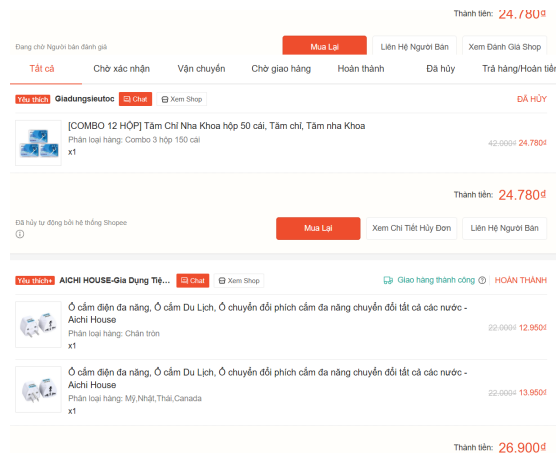 Thành tiền: 24.780đ
Đang chờ Người bán đánh giá
Mua Lại
Liên Hệ Người Bán
Xem Đánh Giá Shop
Tất cả Chờ xác nhận Vận chuyển Chờ giao hàng Hoàn thành Đã hủy Trả hàng/Hoàn tiền
Yêu thích Giadungsieutoc Chat Xem Shop ĐÃ HỦY
[COMBO 12 HỘP] Tăm Chỉ Nha Khoa hộp 50 cái, Tăm chỉ, Tăm nha Khoa
Phân loại hàng: Combo 3 hộp 150 cái
x1
42.000đ 24.780đ
Thành tiền: 24.780đ
Đã hủy tự động bởi hệ thống Shopee
Mua Lại
Xem Chi Tiết Hủy Đơn
Liên Hệ Người Bán
Yêu thích+ AICHI HOUSE-Gia Dụng Tiệ... Chat Xem Shop Giao hàng thành công HOÀN THÀNH
Ổ cắm điện đa năng, Ổ cắm Du Lịch, Ổ chuyển đổi phích cắm đa năng chuyển đổi tất cả các nước -
Aichi House
Phân loại hàng: Chân tròn
x1
22.000đ 12.950đ
Ổ cắm điện đa năng, Ổ cắm Du Lịch, Ổ chuyển đổi phích cắm đa năng chuyển đổi tất cả các nước -
Aichi House
Phân loại hàng: Mỹ,Nhật,Thái,Canada
x1
22.000đ 13.950đ
Thành tiền: 26.900đ